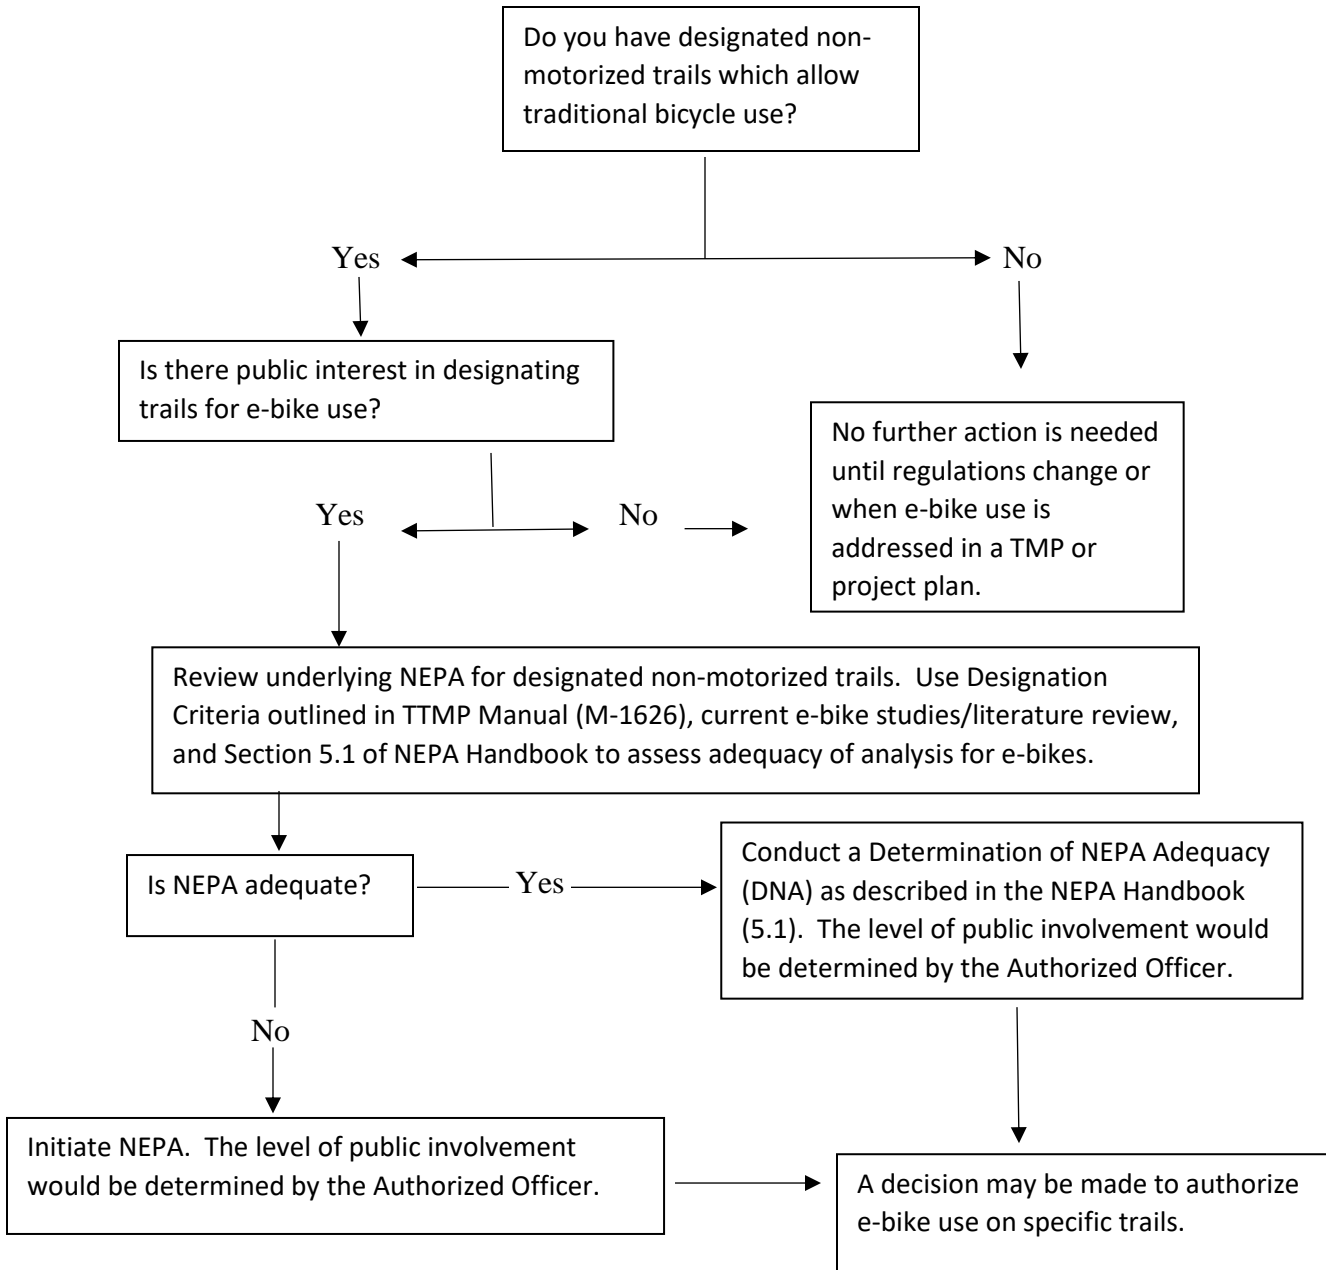 Do you have designated non-
motorized trails which allow
traditional bicycle use?
Yes
No
Is there public interest in designating
trails for e-bike use?
No further action is needed
until regulations change or
when e-bike use is
addressed in a TMP or
project plan.
Yes
No
Review underlying NEPA for designated non-motorized trails.  Use Designation
Criteria outlined in TTMP Manual (M-1626), current e-bike studies/literature review,
and Section 5.1 of NEPA Handbook to assess adequacy of analysis for e-bikes.
Is NEPA adequate?
Yes
Conduct a Determination of NEPA Adequacy
(DNA) as described in the NEPA Handbook
(5.1).  The level of public involvement would
be determined by the Authorized Officer.
No
Initiate NEPA.  The level of public involvement
would be determined by the Authorized Officer.
A decision may be made to authorize
e-bike use on specific trails.